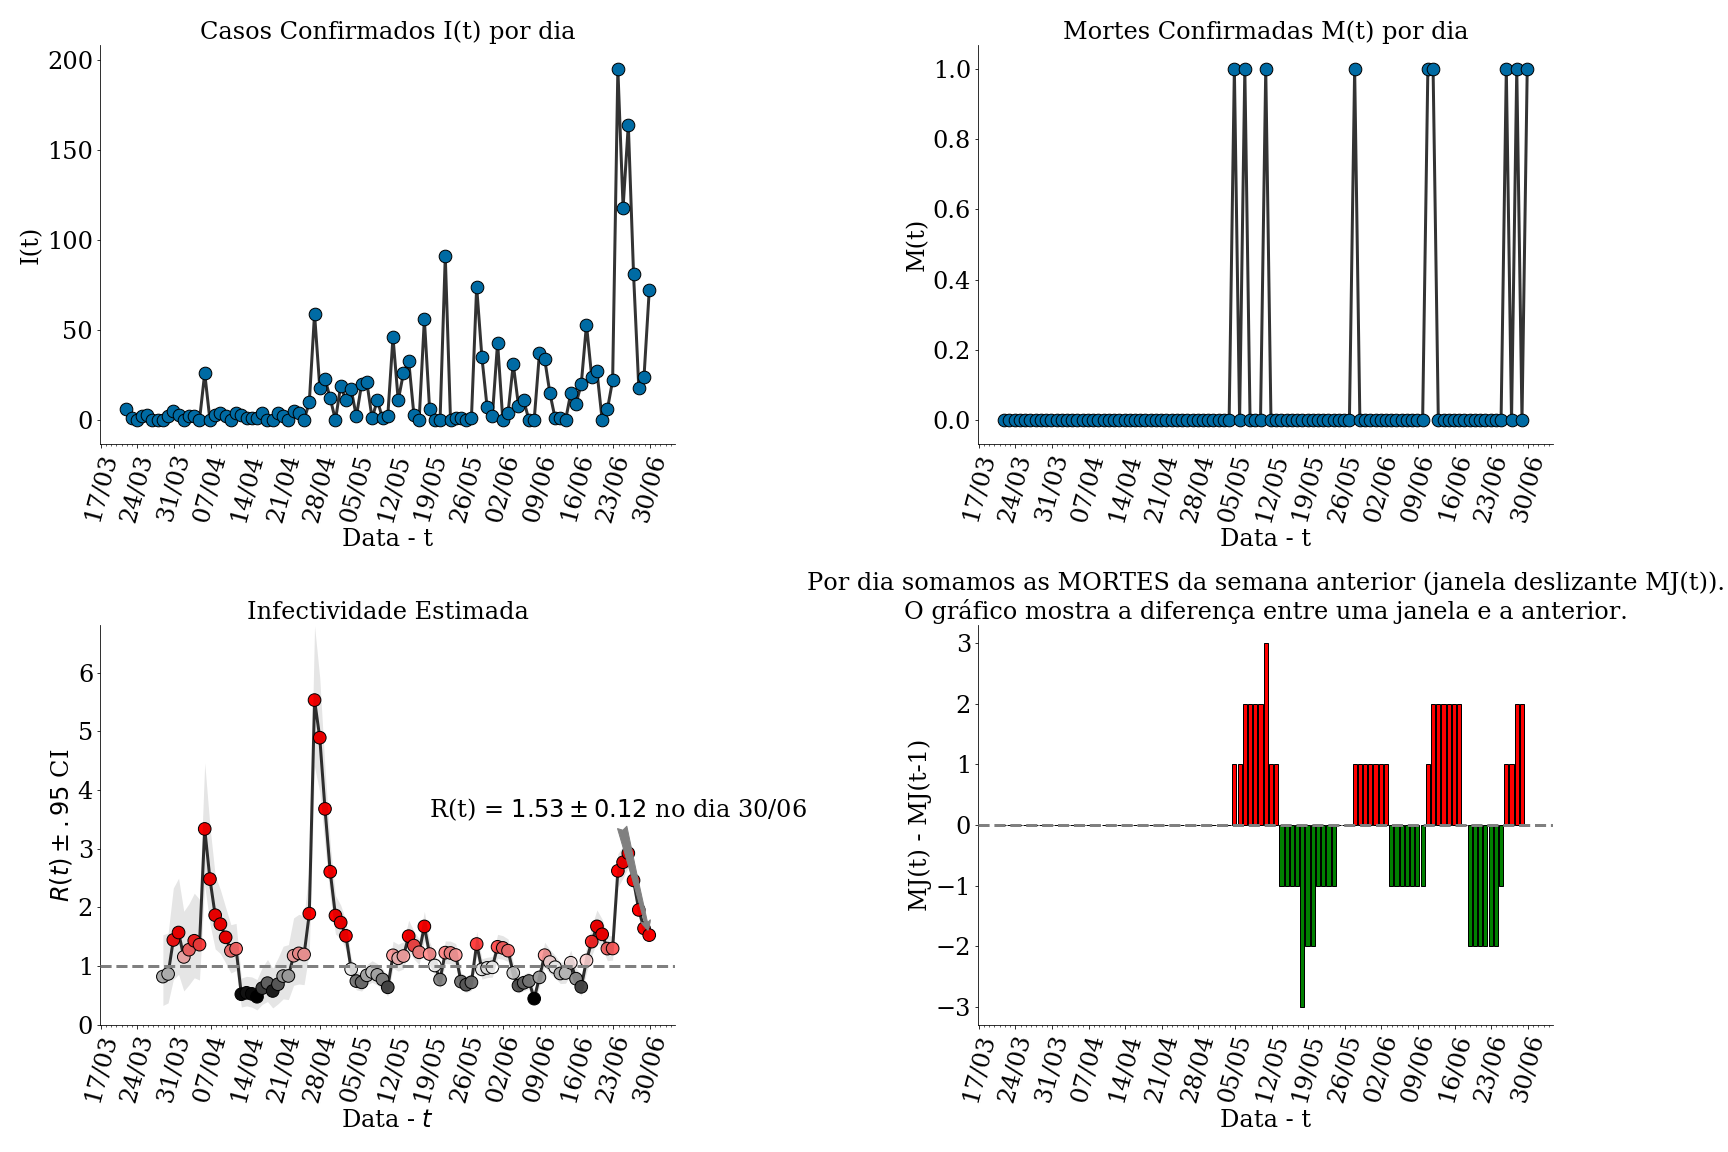 Casos Confirmados I(t) por dia
200
150
100
50
0
I(t)
17/03 24/03 31/03 07/04 14/04 21/04 28/04 05/05 12/05 19/05 26/05 02/06 09/06 16/06 23/06 30/06
Data - t
Mortes Confirmadas M(t) por dia
1.0
0.8
0.6
0.4
0.2
0.0
M(t)
17/03 24/03 31/03 07/04 14/04 21/04 28/04 05/05 12/05 19/05 26/05 02/06 09/06 16/06 23/06 30/06
Data - t
Infectividade Estimada
6
5
4
3
2
1
0
R(t) ± .95 CI
R(t) = 1.53 ± 0.12 no dia 30/06
17/03 24/03 31/03 07/04 14/04 21/04 28/04 05/05 12/05 19/05 26/05 02/06 09/06 16/06 23/06 30/06
Data - t
Por dia somamos as MORTES da semana anterior (janela deslizante MJ(t)).
O gráfico mostra a diferença entre uma janela e a anterior.
3
2
1
0
−1
−2
−3
MJ(t) - MJ(t-1)
17/03 24/03 31/03 07/04 14/04 21/04 28/04 05/05 12/05 19/05 26/05 02/06 09/06 16/06 23/06 30/06
Data - t